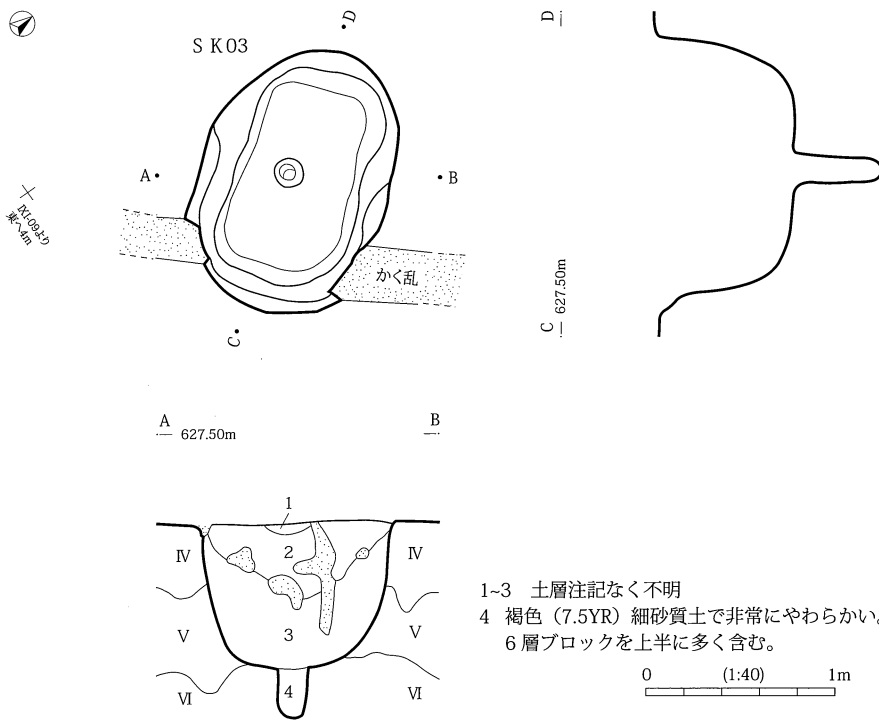 S K03
D
A
B
C
IXI-09より
東へ4m
かく乱
D
C
627.50m
A
627.50m
B
1
2
3
4
Ⅳ
Ⅴ
Ⅵ
Ⅳ
Ⅴ
Ⅵ
1~3 土層注記なく不明
4 褐色（7.5YR）細砂質土で非常にやわらかい。
6層ブロックを上半に多く含む。
0 (1:40) 1m